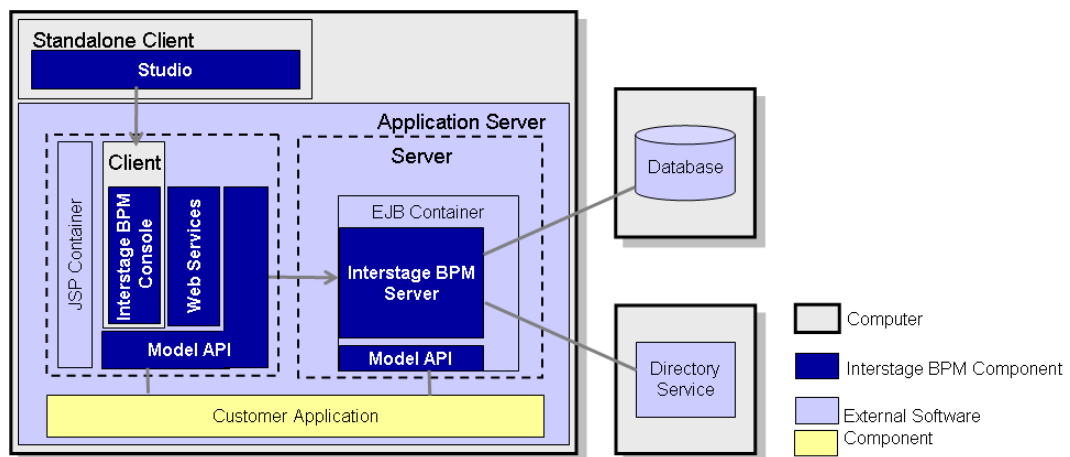 Standalone Client
Studio
Application Server
Server
JSP Container
Client
Interstage BPM
Console
Web Services
Model API
EJB Container
Interstage BPM
Server
Model API
Customer Application
Database
Directory
Service
Computer
Interstage BPM Component
External Software
Component